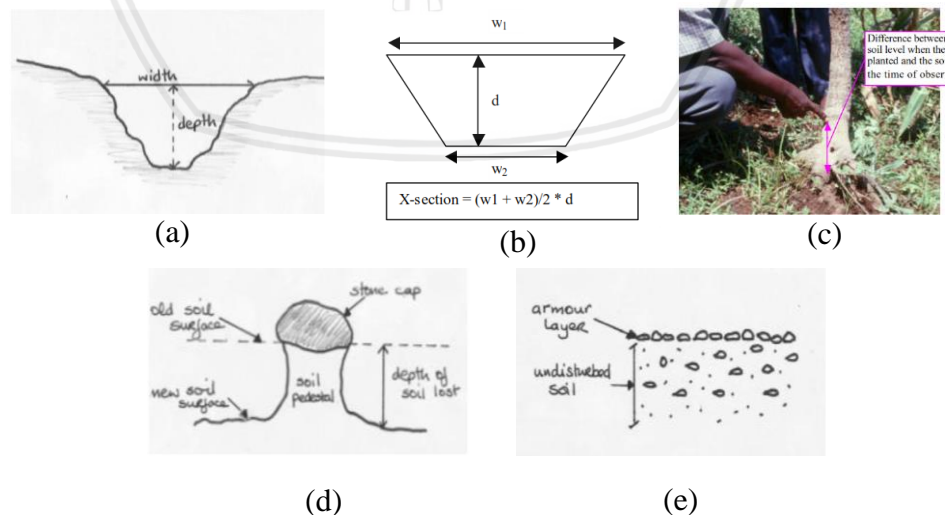 width
depth
(a)
w1
d
w2
X-section = (w1 + w2)/2 * d
(b)
Difference between
soil level when the
planted and the so
the time of obser
(c)
stone cap
old soil
surface
soil
pedestal
depth of
soil lost
new soil
surface
(d)
armour
layer
undisturbed
soil
(e)